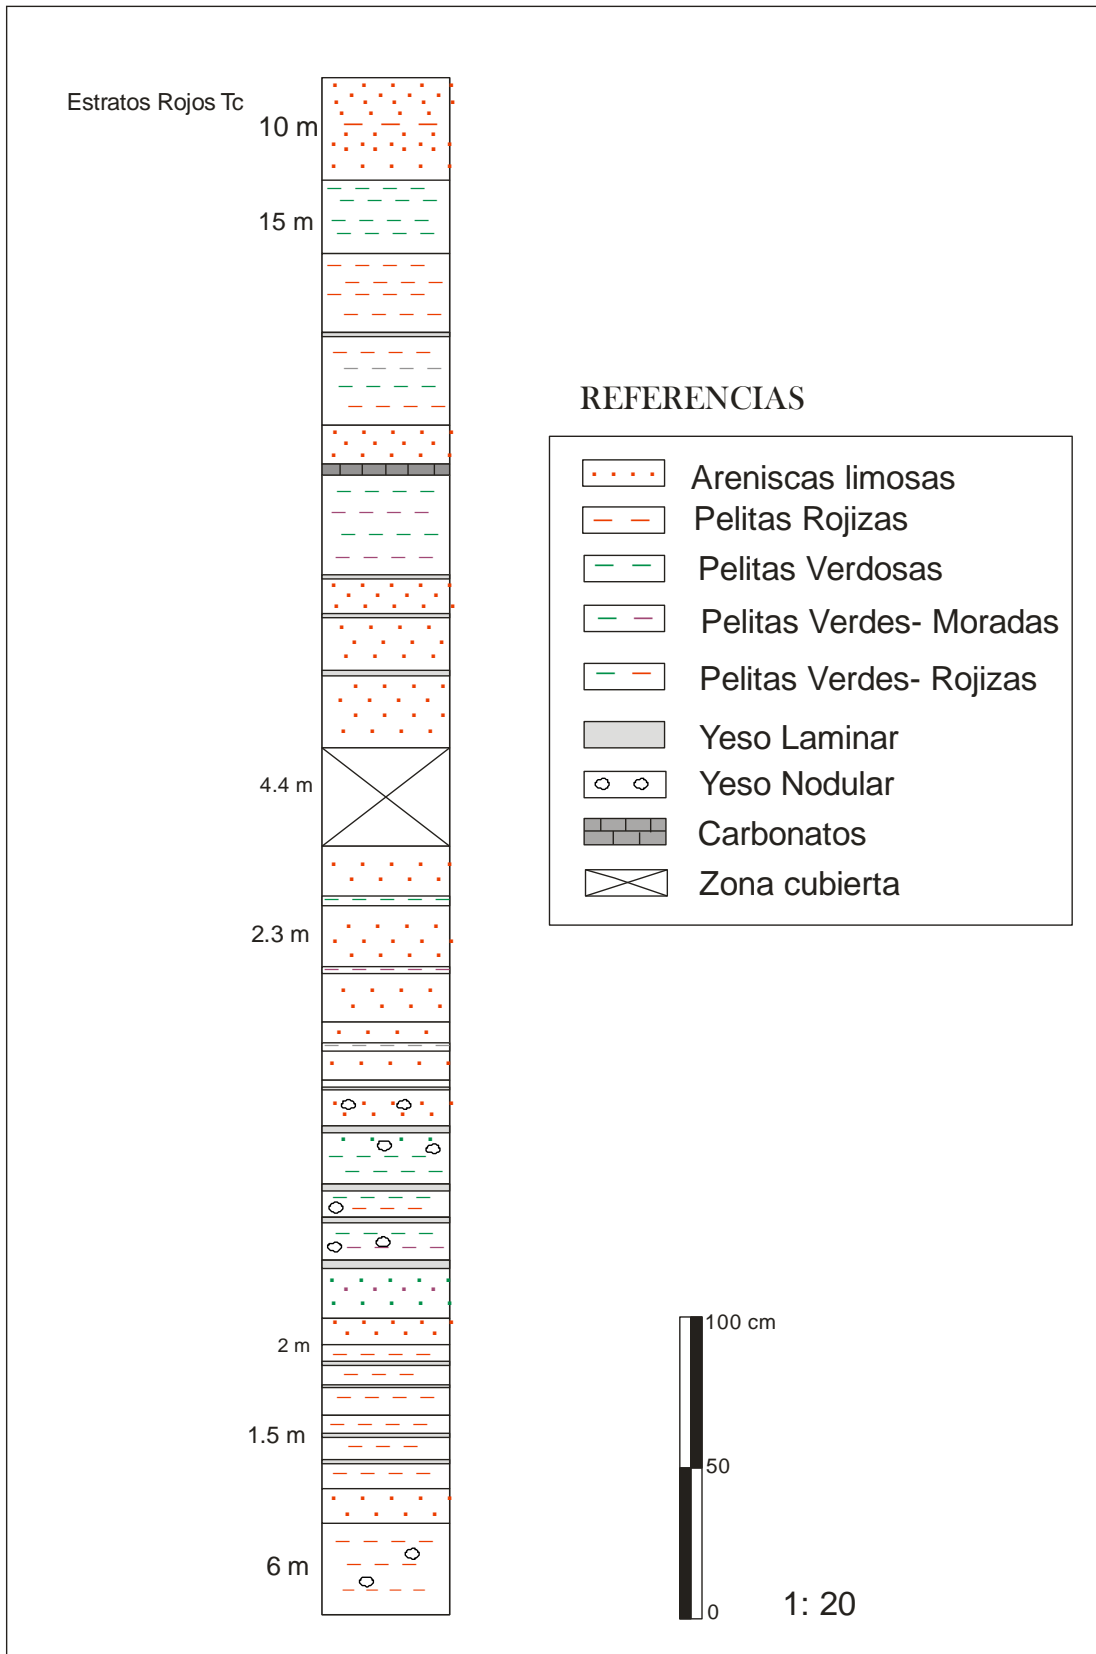 Estratos Rojos Tc
10 m
15 m
REFERENCIAS
Areniscas limosas
Pelitas Rojizas
Pelitas Verdosas
Pelitas Verdes- Moradas
Pelitas Verdes- Rojizas
Yeso Laminar
Yeso Nodular
Carbonatos
Zona cubierta
4.4 m
2.3 m
2 m
1.5 m
6 m
100 cm
50
0
1: 20